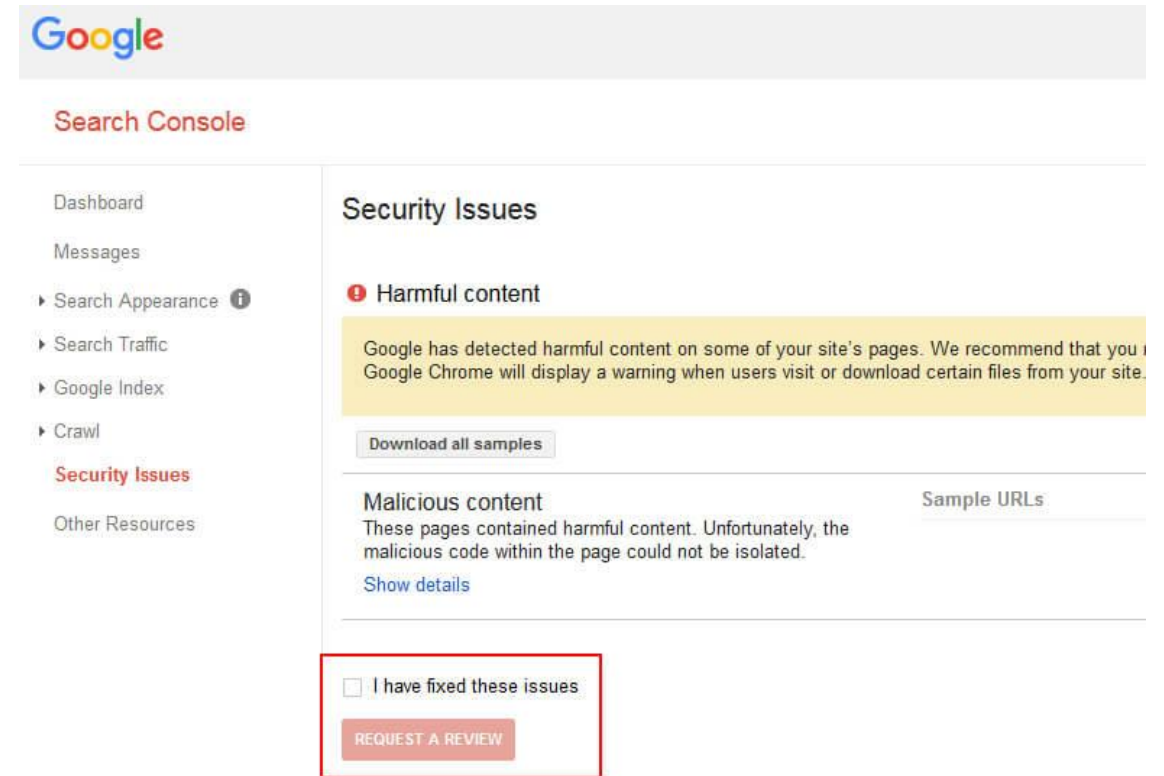 Google
Search Console
Dashboard
Messages
Search Appearance
Search Traffic
Google Index
Crawl
Security Issues
Other Resources
Security Issues
Harmful content
Google has detected harmful content on some of your site's pages. We recommend that you
Google Chrome will display a warning when users visit or download certain files from your site.
Download all samples
Malicious content
These pages contained harmful content. Unfortunately, the
malicious code within the page could not be isolated.
Show details
Sample URLs
I have fixed these issues
REQUEST A REVIEW